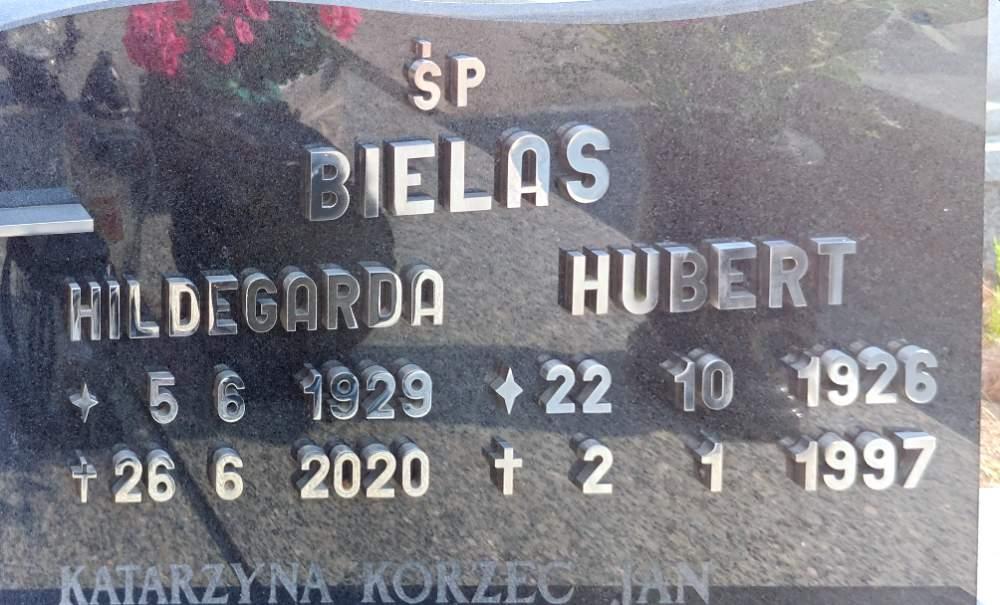 ŚP
BIELAS
HILDEGARDA HUBERT
5 6 1929 22 10 1926
✝ 26 6 2020 ✝ 2 1 1997
KATARZYNA KORZEC JAN